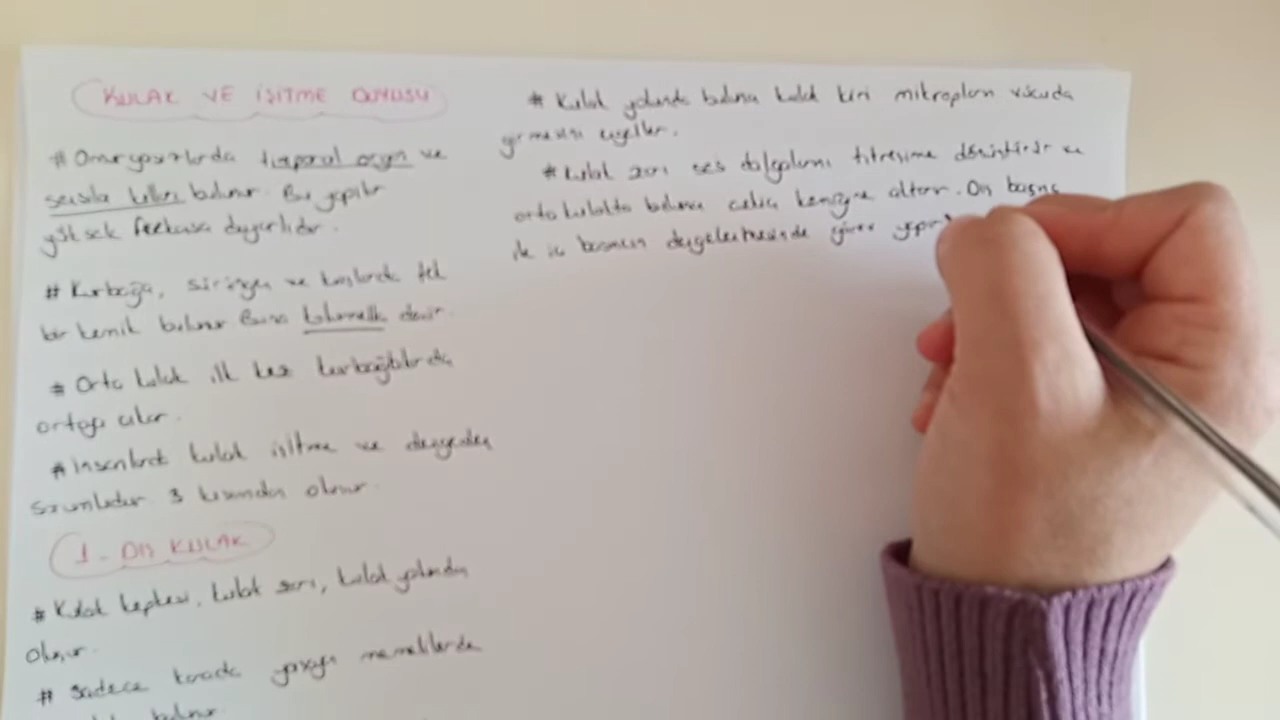 KULAK VE İŞİTME DUYUSU
# Omurgasızlarda timpanal organ ve
sensila kılları bulunur. Bu yapılar
yüksek frekansa duyarlıdır.
# Kurbağa, sürüngen ve kuşlarda tek
bir kemik bulunur Buna kolumella denir.
# Orta kulak ilk kez kurbağalarda
ortaya çıkar.
# İnsanlarda kulak işitme ve dengeden
sorumludur 3 kısımdan oluşur.
1- DIŞ KULAK
# Kulak kepçesi, kulak zarı, kulak yolundan
oluşur.
# Sadece karada yaşayan memelilerde
bulunur.
# Kulak yolunda bulunan kulak kiri mikropların vücuda
girmesini engeller.
# Kulak zarı ses dalgalarını titreşime dönüştürür ve
orta kulakta bulunan çekiç kemiğine aktarır. Dış basınç
ile iç basıncın dengelenmesinde görev